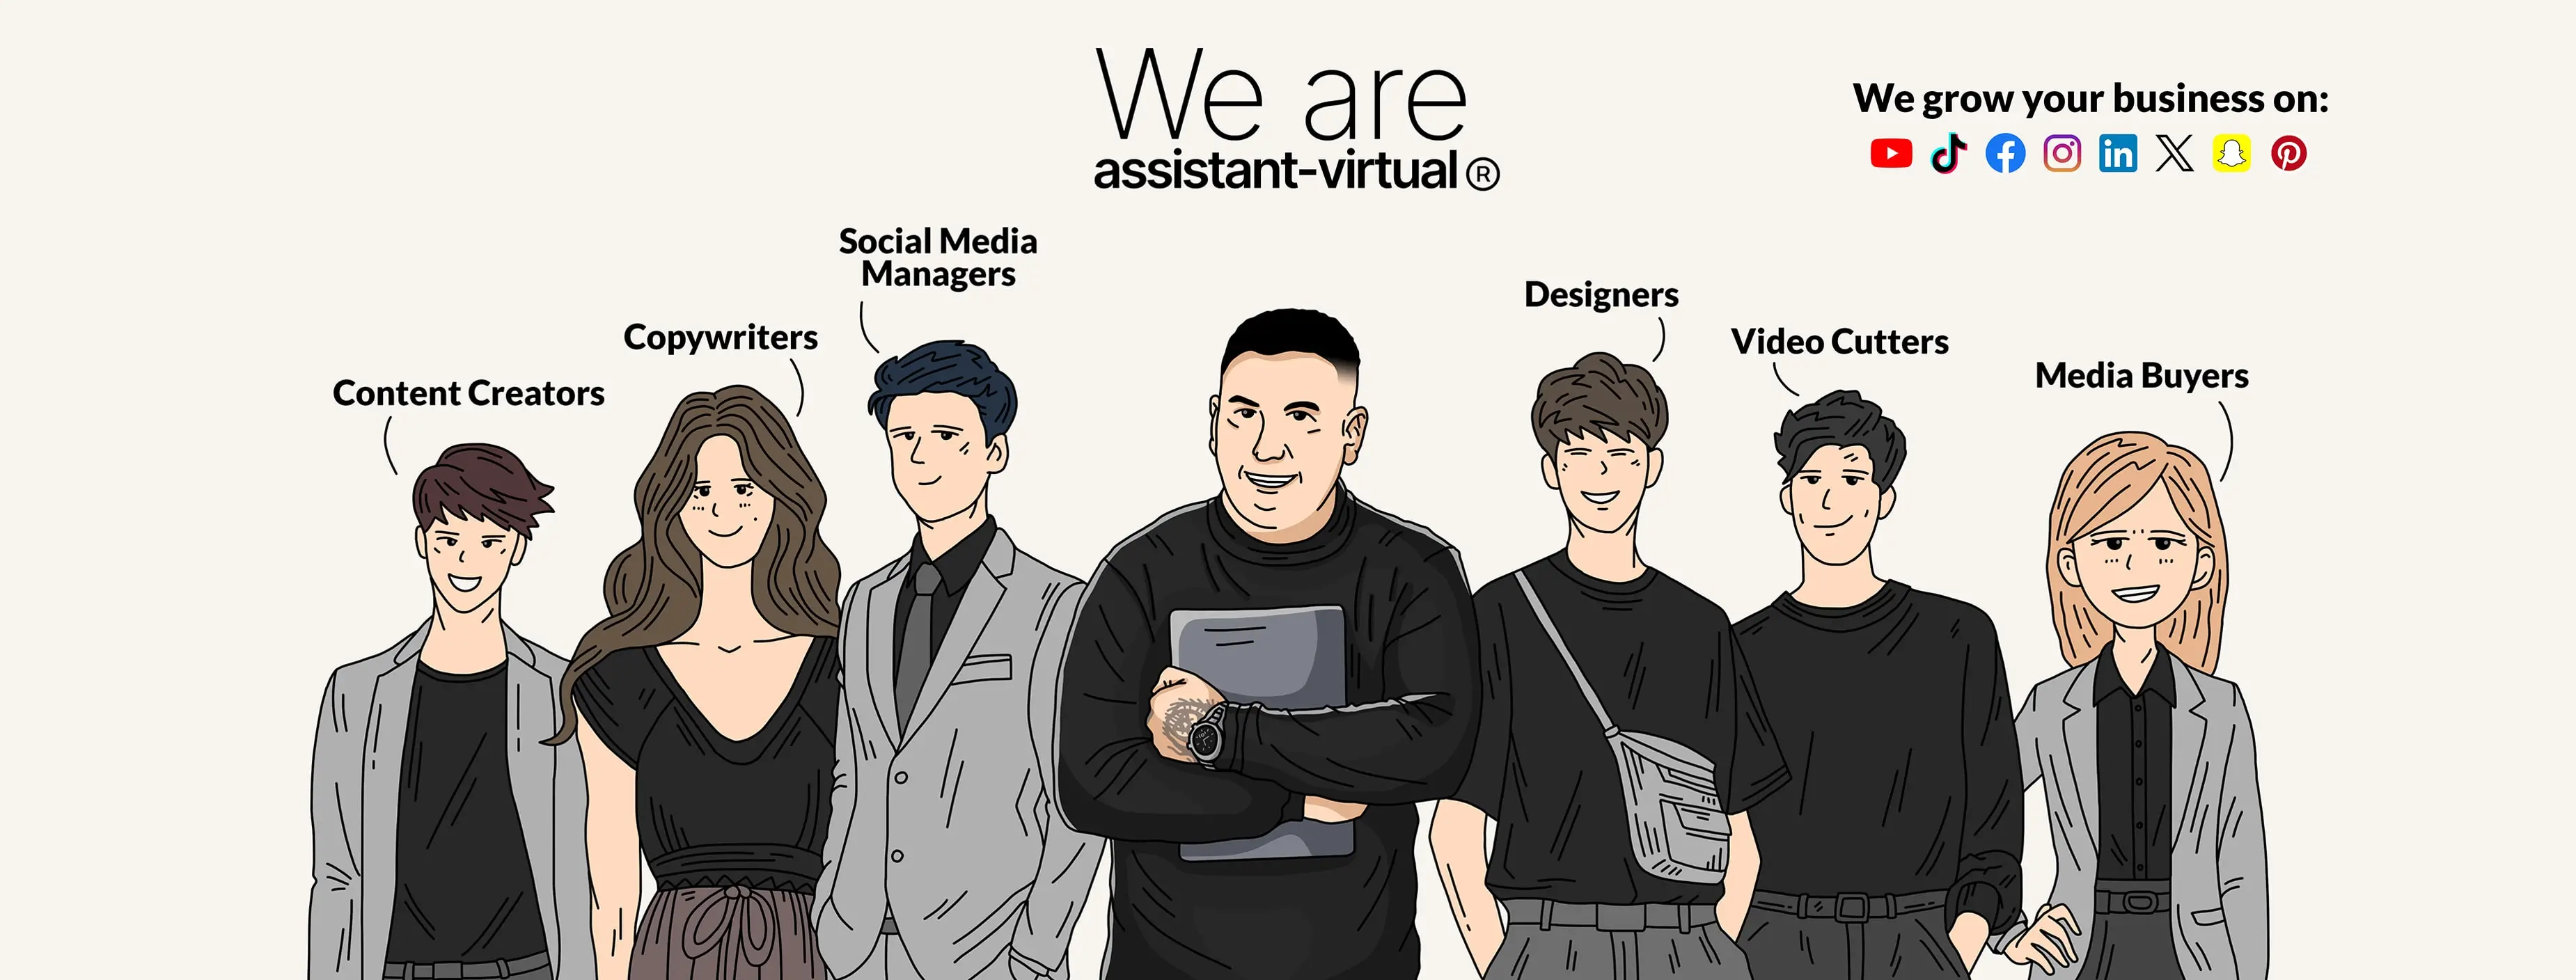 We are
assistant-virtual®
We grow your business on:
Social Media
Managers
Designers
Copywriters
Video Cutters
Media Buyers
Content Creators